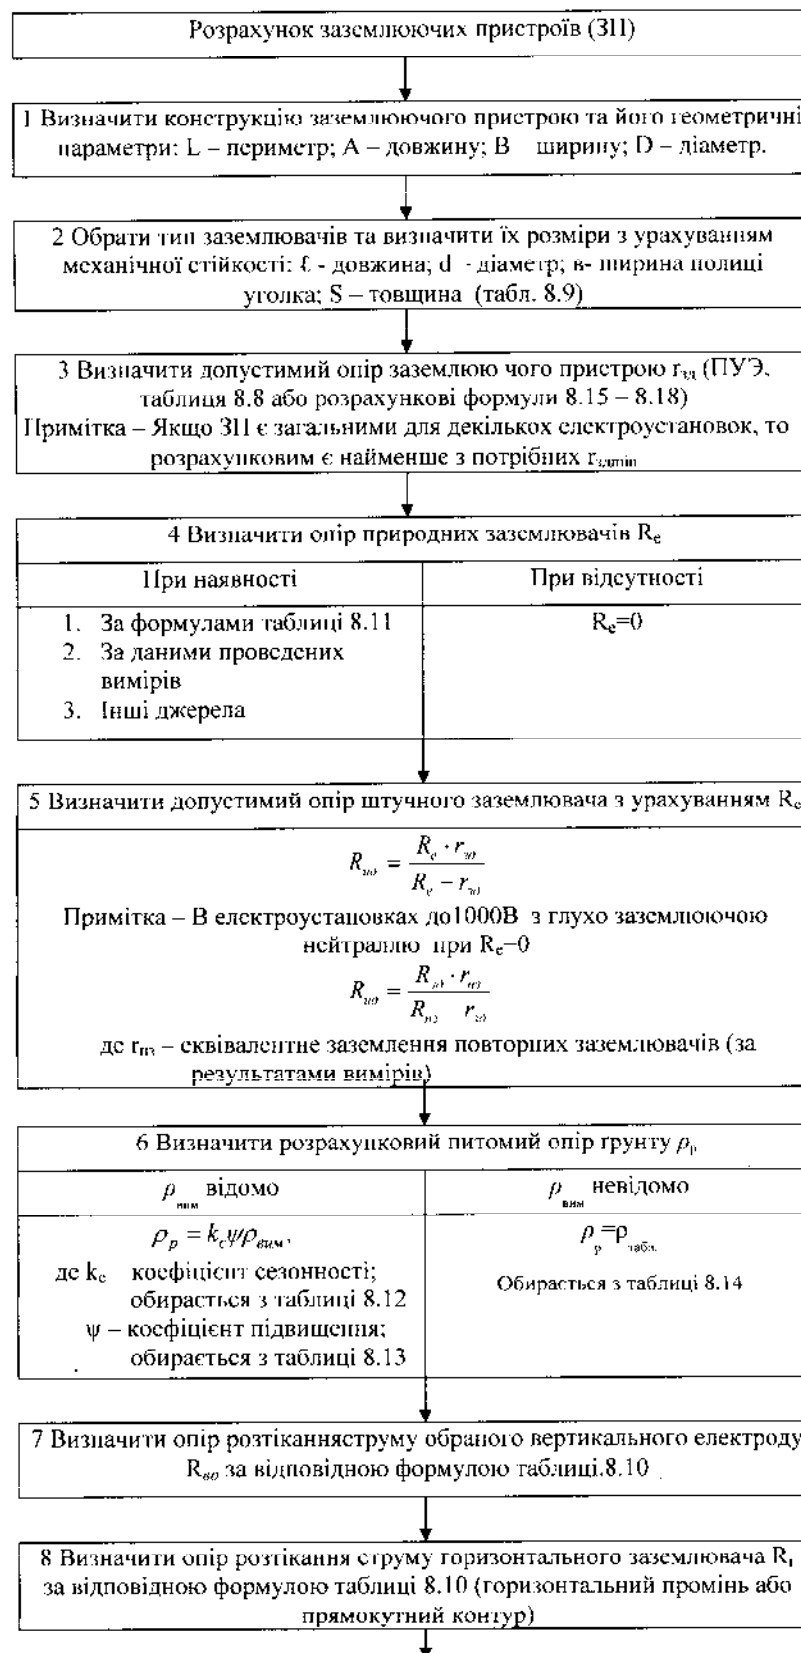 Розрахунок заземлюючих пристроїв (ЗП)
1 Визначити конструкцію заземлюючого пристрою та його геометричні
параметри: L – периметр; A – довжину; B ширину; D – діаметр.
2 Обрати тип заземлювачів та визначити їх розміри з урахуванням
механічної стійкості: ℓ - довжина; d - діаметр; в- ширина полиці
уголка; S – товщина (табл. 8.9)
3 Визначити допустимий опір заземлюю чого пристрою rзд (ПУЭ,
таблиця 8.8 або розрахункові формули 8.15 – 8.18)
Примітка – Якщо ЗП є загальними для декількох електроустановок, то
розрахунковим є найменше з потрібних rздmin
4 Визначити опір природних заземлювачів Re
При наявності
При відсутності
1. За формулами таблиці 8.11
2. За даними проведених
вимірів
3. Інші джерела
Re=0
5 Визначити допустимий опір штучного заземлювача з урахуванням Re
Примітка – В електроустановках до1000В з глухо заземлюючою
нейтраллю при Re=0
де rпз – еквівалентне заземлення повторних заземлювачів (за
результатами вимірів)
6 Визначити розрахунковий питомий опір ґрунту ρр
ρвим відомо
ρвим невідомо
ρр = kсψρвим,
де kс коефіцієнт сезонності;
обирається з таблиці 8.12
ψ – коефіцієнт підвищення;
обирається з таблиці 8.13
ρр=ρтабл.
Обирається з таблиці 8.14
7 Визначити опір розтіканняструму обраного вертикального електроду
Rво за відповідною формулою таблиці.8.10
8 Визначити опір розтікання струму горизонтального заземлювача
за відповідною формулою таблиці 8.10 (горизонтальний промінь або
прямокутний контур)